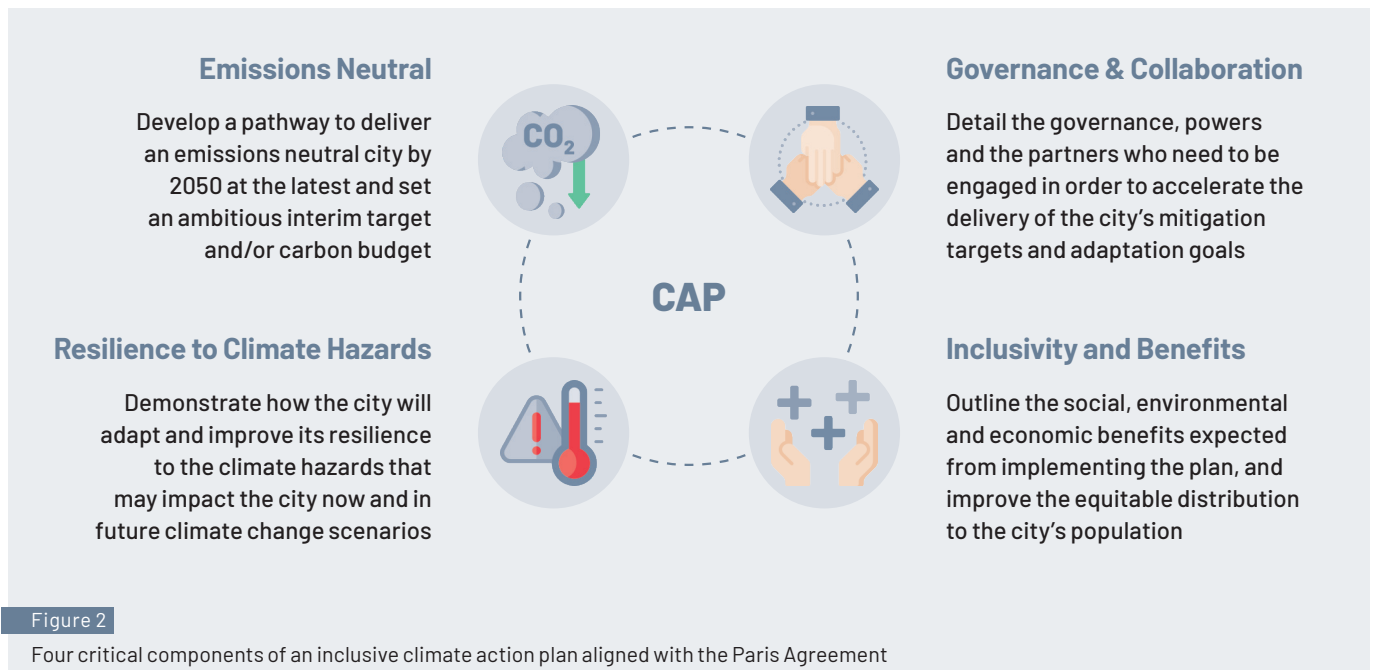 Emissions Neutral
Develop a pathway to deliver
an emissions neutral city by
2050 at the latest and set
an ambitious interim target
and/or carbon budget
CO₂
Governance & Collaboration
Detail the governance, powers
and the partners who need to be
engaged in order to accelerate the
delivery of the city’s mitigation
targets and adaptation goals
CAP
Resilience to Climate Hazards
Demonstrate how the city will
adapt and improve its resilience
to the climate hazards that
may impact the city now and in
future climate change scenarios
Inclusivity and Benefits
Outline the social, environmental
and economic benefits expected
from implementing the plan, and
improve the equitable distribution
to the city’s population
Figure 2
Four critical components of an inclusive climate action plan aligned with the Paris Agreement